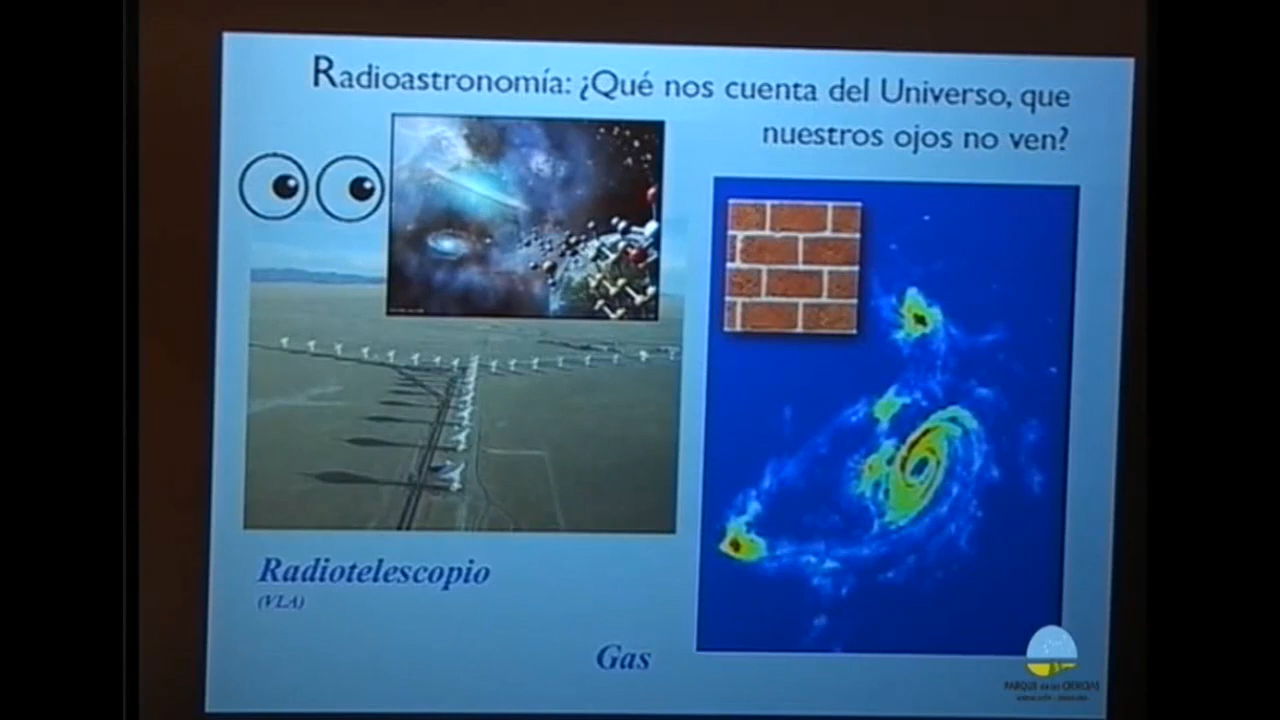 Radioastronomía: ¿Qué nos cuenta del Universo, que
nuestros ojos no ven?
Radiotelescopio
(VLA)
Gas
PARQUE de las CIENCIAS